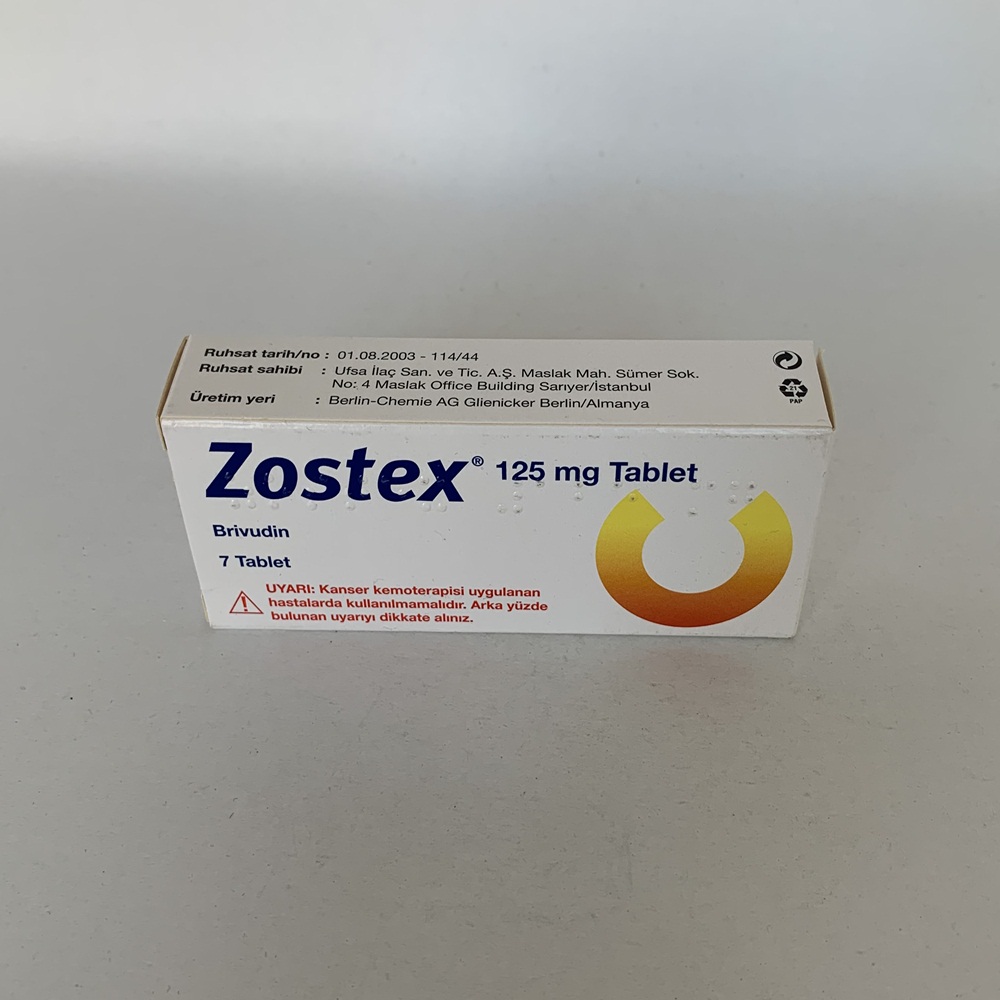 Ruhsat tarih/no : 01.08.2003 - 114/44
Ruhsat sahibi : Ufsa İlaç San. ve Tic. A.Ş. Maslak Mah. Sümer Sok.
No: 4 Maslak Office Building Sarıyer/İstanbul
Üretim yeri : Berlin-Chemie AG Glienicker Berlin/Almanya
21
PAP
Zostex® 125 mg Tablet
Brivudin
7 Tablet
UYARI: Kanser kemoterapisi uygulanan
hastalarda kullanılmamalıdır. Arka yüzde
bulunan uyarıyı dikkate alınız.